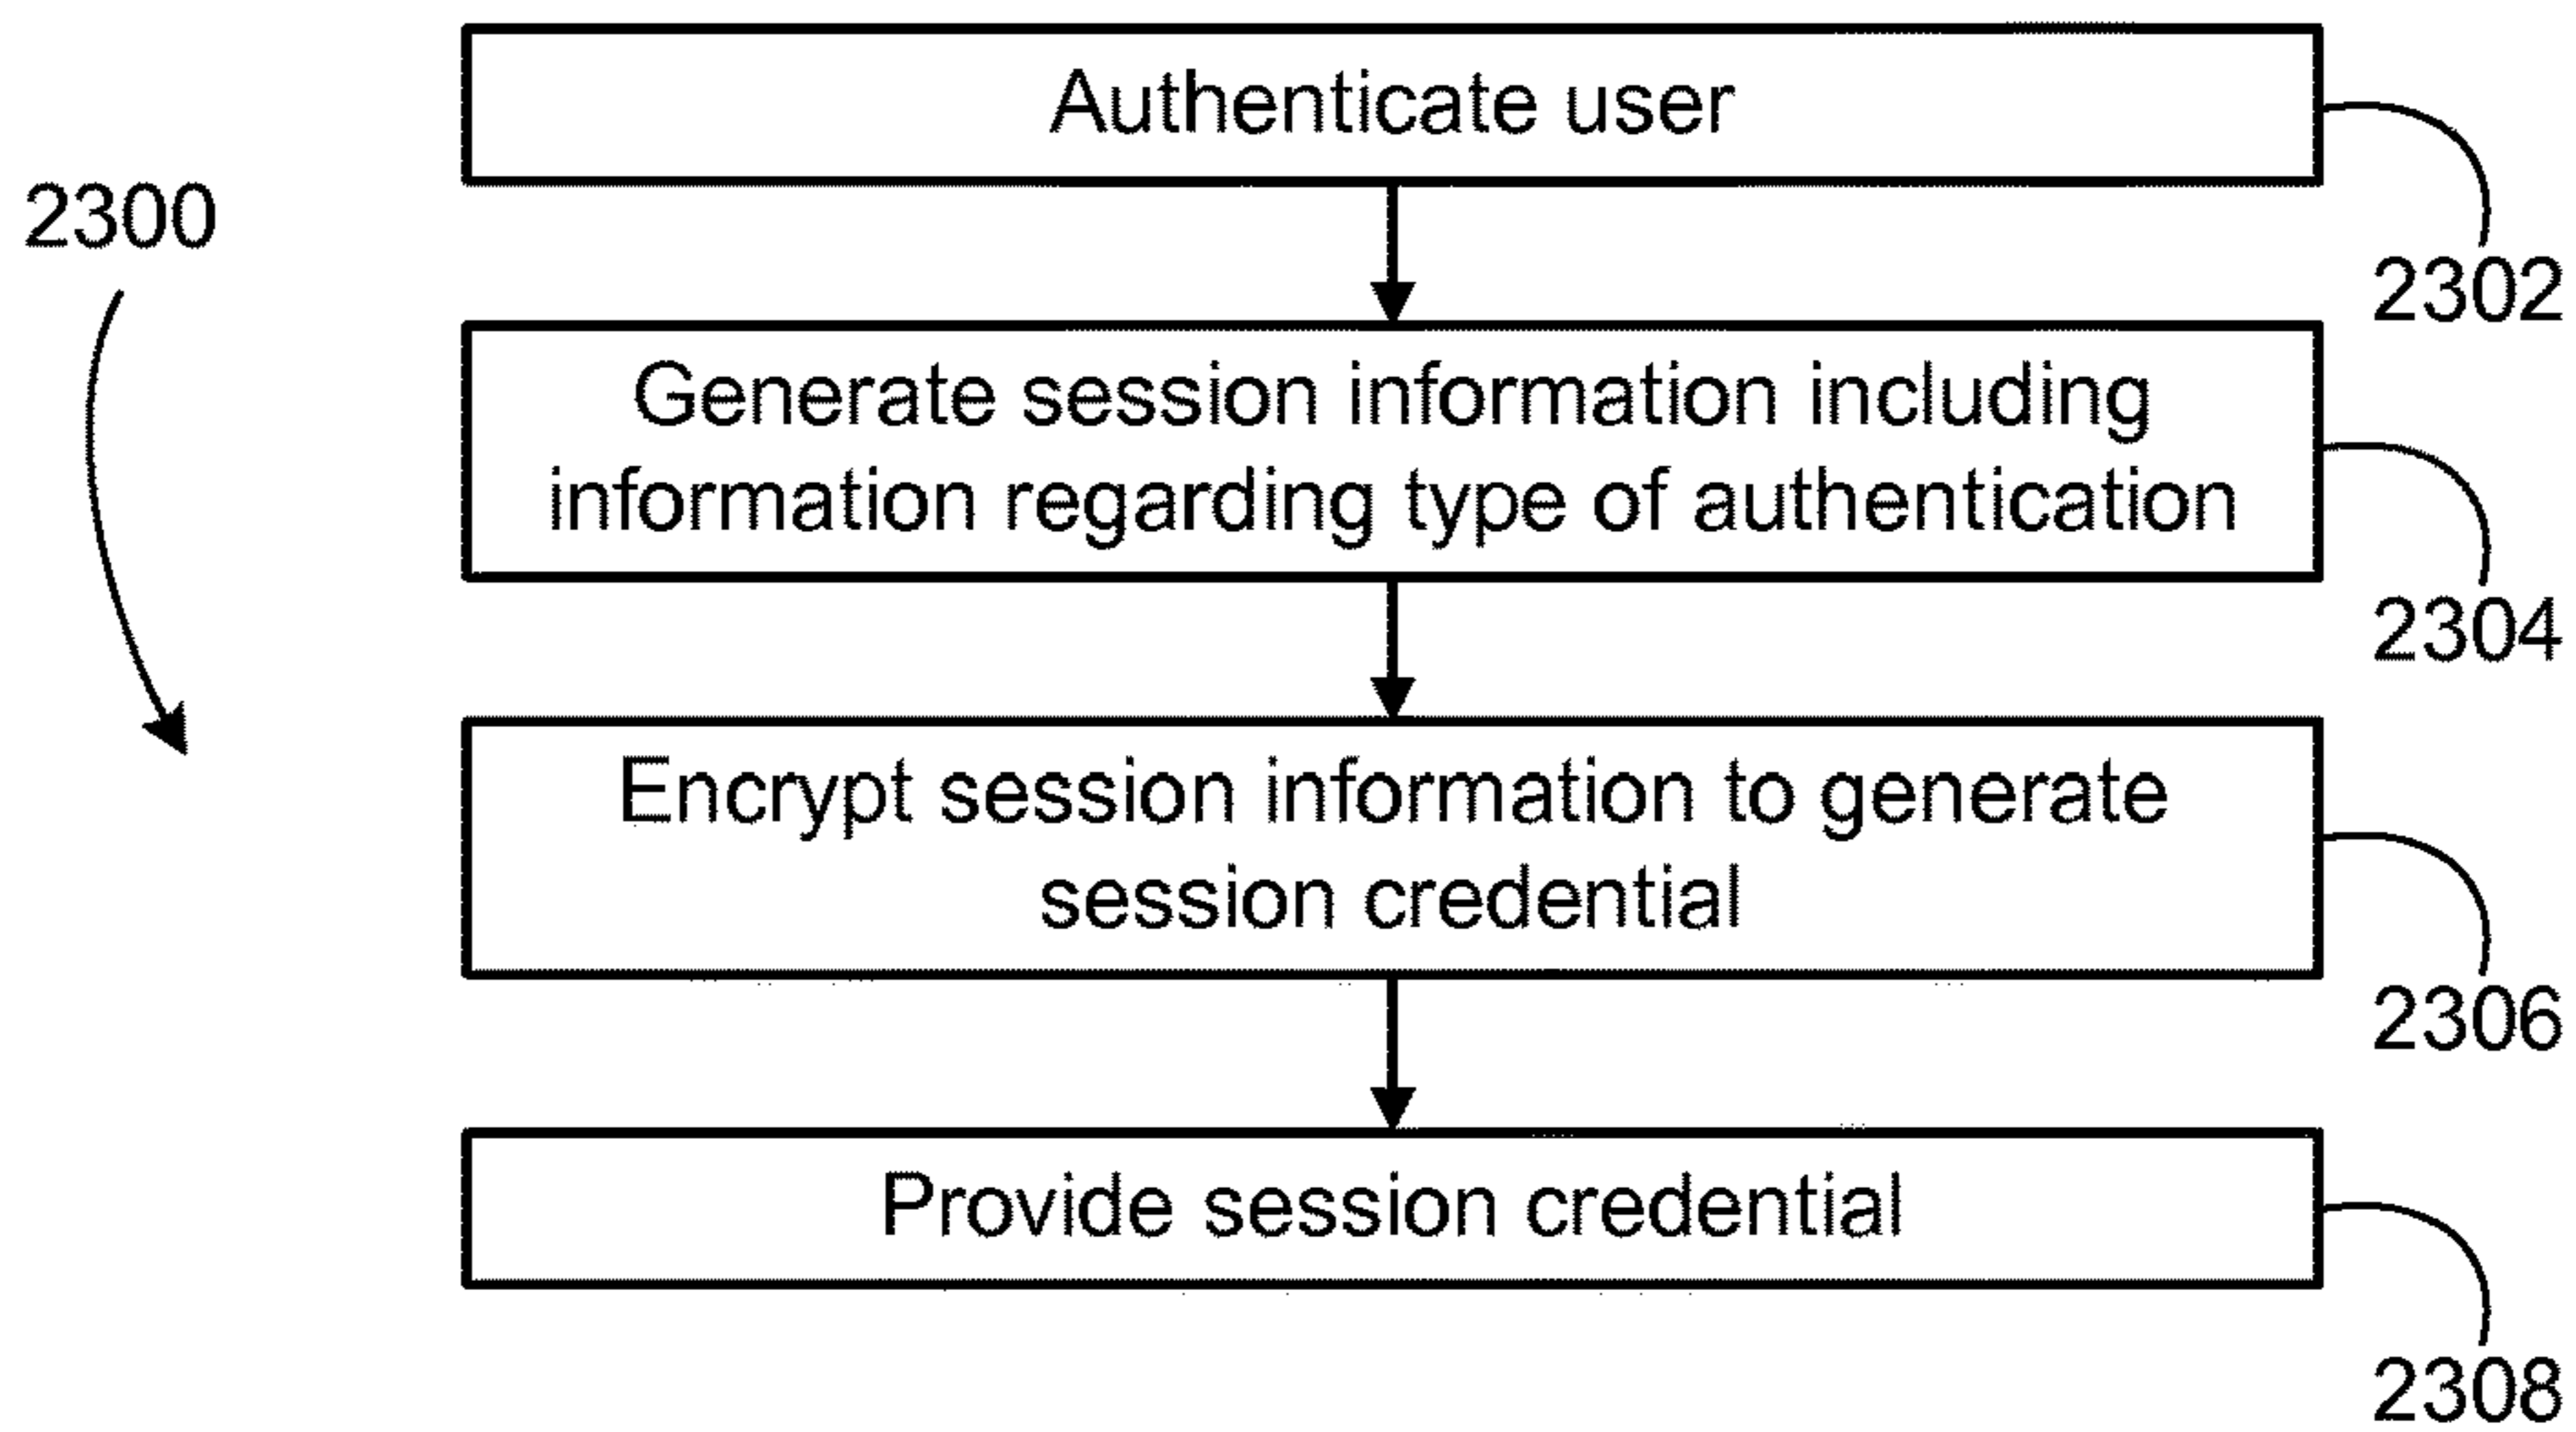 Authenticate user
2300
2302
Generate session information including
information regarding type of authentication
2304
Encrypt session information to generate
session credential
2306
Provide session credential
2308